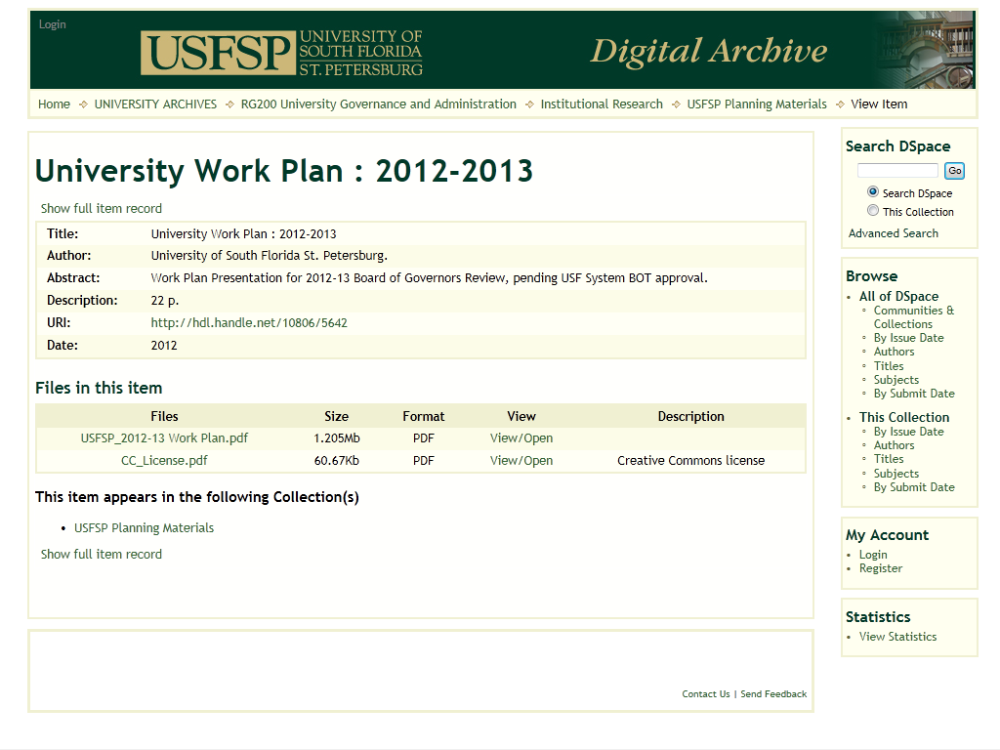 Login
USFSP UNIVERSITY OF
SOUTH FLORIDA
ST. PETERSBURG
Digital Archive
Home UNIVERSITY ARCHIVES RG200 University Governance and Administration Institutional Research USFSP Planning Materials View Item
University Work Plan : 2012-2013
Show full item record
Title: University Work Plan : 2012-2013
Author: University of South Florida St. Petersburg.
Abstract: Work Plan Presentation for 2012-13 Board of Governors Review, pending USF System BOT approval.
Description: 22 p.
URI: http://hdl.handle.net/10806/5642
Date: 2012
Files in this item
Files Size Format View Description
USFSP_2012-13 Work Plan.pdf 1.205Mb PDF View/Open
CC_License.pdf 60.67Kb PDF View/Open Creative Commons license
This item appears in the following Collection(s)
• USFSP Planning Materials
Show full item record
Search DSpace
Go
Search DSpace
This Collection
Advanced Search
Browse
• All of DSpace
Communities &
Collections
By Issue Date
Authors
Titles
Subjects
By Submit Date
• This Collection
By Issue Date
Authors
Titles
Subjects
By Submit Date
My Account
• Login
• Register
Statistics
• View Statistics
Contact Us | Send Feedback